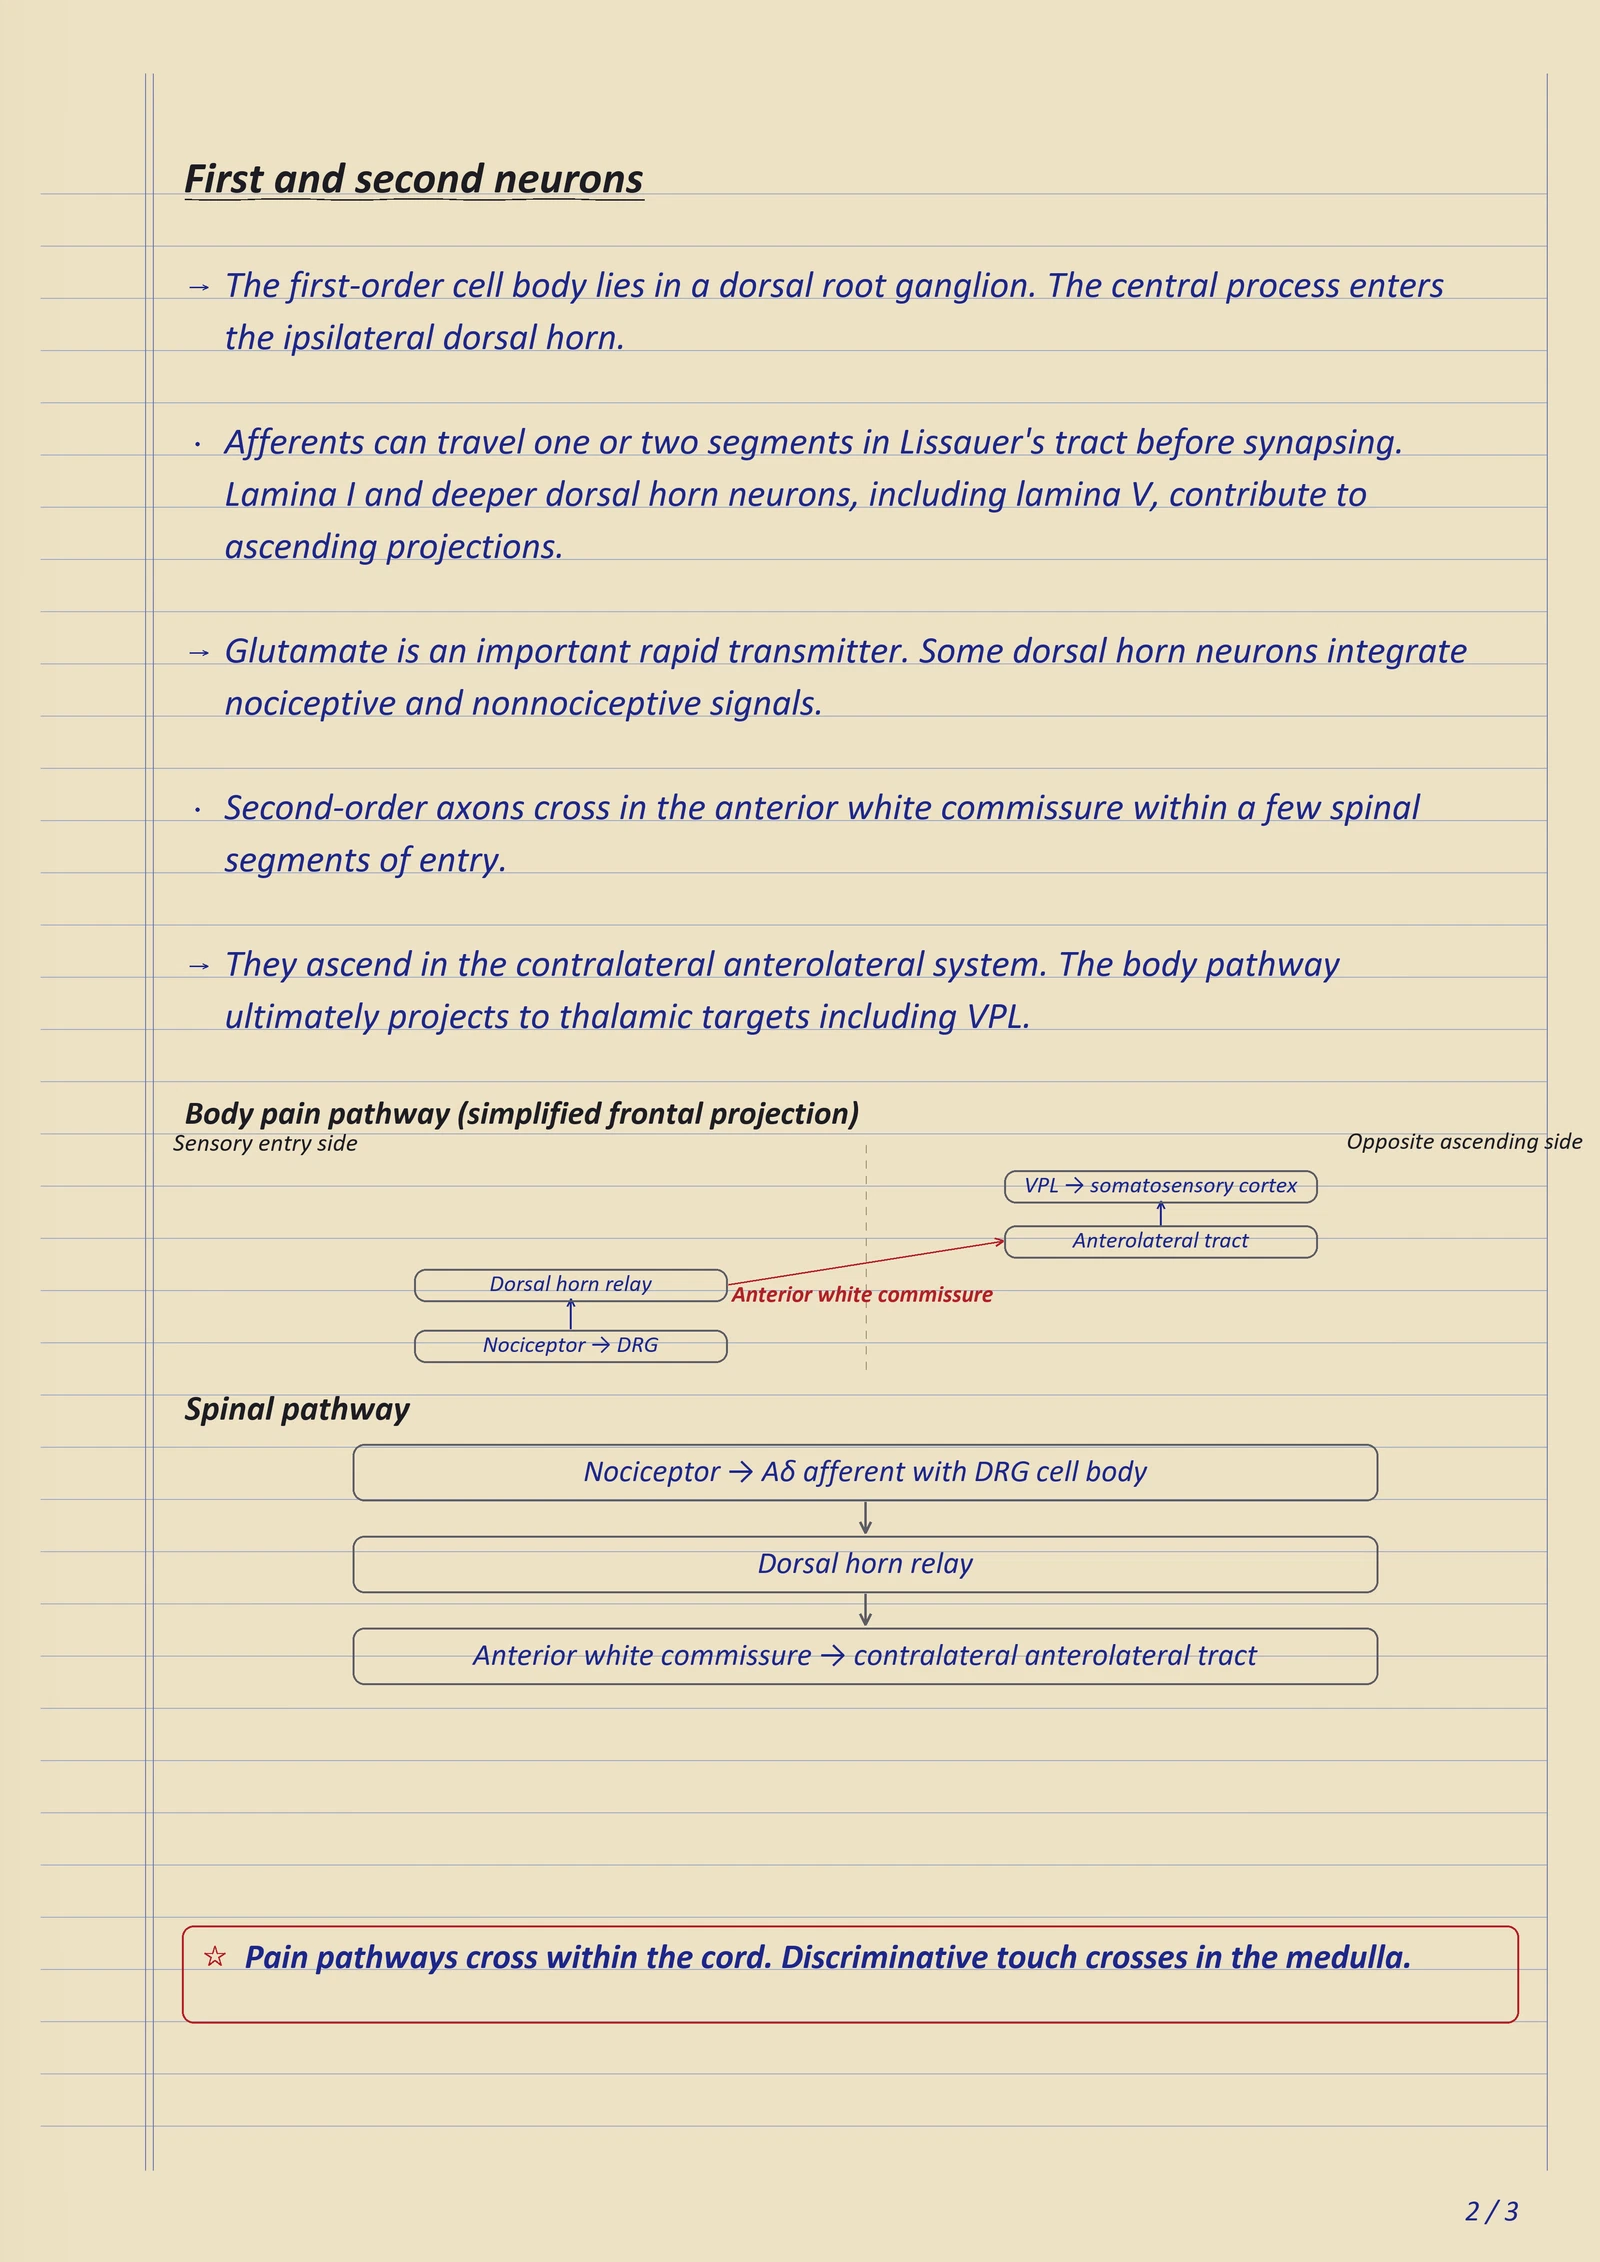 First and second neurons
→ The first-order cell body lies in a dorsal root ganglion. The central process enters
the ipsilateral dorsal horn.
· Afferents can travel one or two segments in Lissauer's tract before synapsing.
Lamina I and deeper dorsal horn neurons, including lamina V, contribute to
ascending projections.
→ Glutamate is an important rapid transmitter. Some dorsal horn neurons integrate
nociceptive and nonnociceptive signals.
· Second-order axons cross in the anterior white commissure within a few spinal
segments of entry.
→ They ascend in the contralateral anterolateral system. The body pathway
ultimately projects to thalamic targets including VPL.
Body pain pathway (simplified frontal projection)
Sensory entry side
Opposite ascending side
VPL → somatosensory cortex
Anterolateral tract
Dorsal horn relay
Anterior white commissure
Nociceptor → DRG
Spinal pathway
Nociceptor → Aδ afferent with DRG cell body
Dorsal horn relay
Anterior white commissure → contralateral anterolateral tract
☆ Pain pathways cross within the cord. Discriminative touch crosses in the medulla.
2 / 3